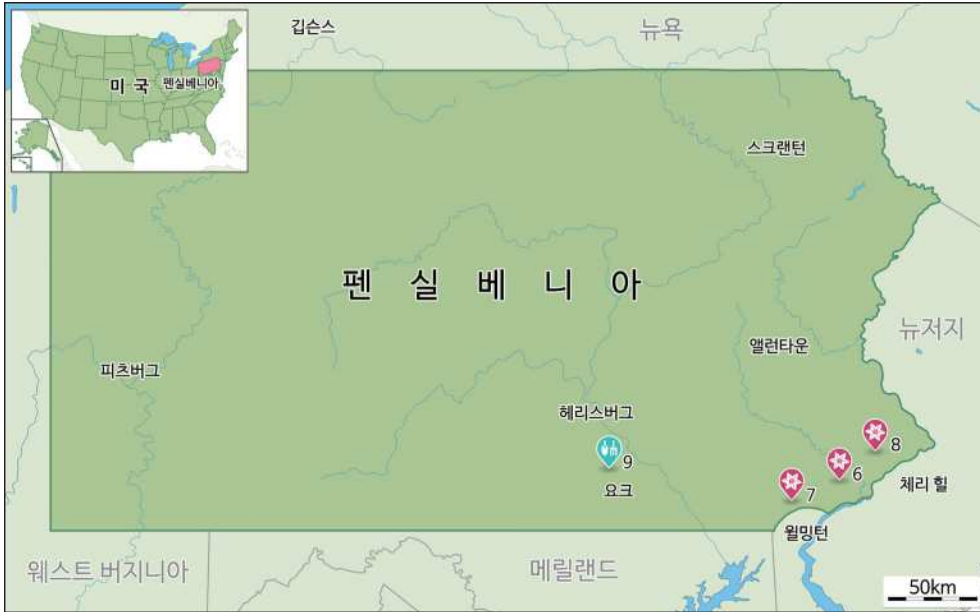 깁슨스
뉴욕
미 국
펜실베니아
스크랜턴
펜 실 베 니 아
뉴저지
앨런타운
피츠버그
헤리스버그
8
9
6
체리 힐
요크
7
윌밍턴
웨스트 버지니아
메릴랜드
50km